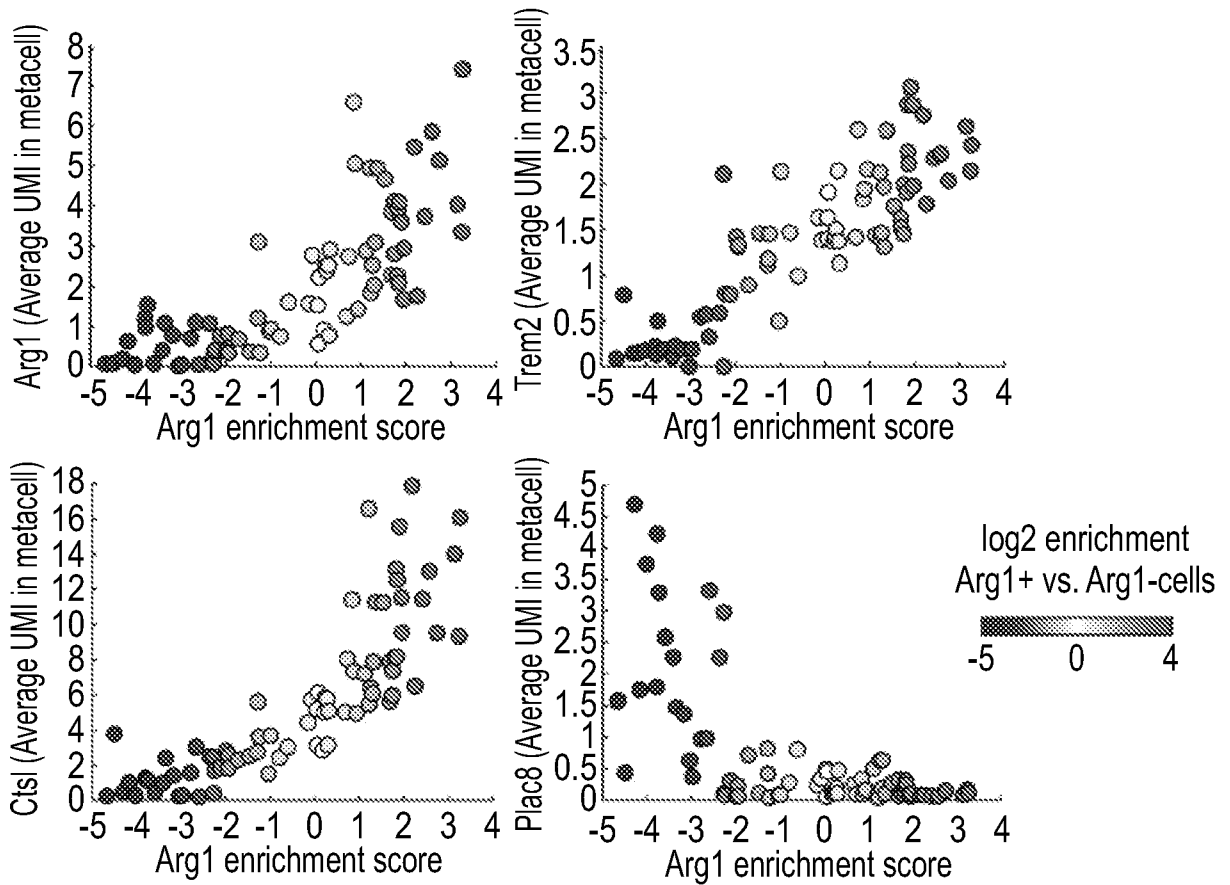 Arg1 (Average UMI in metacell)
8
7
6
5
4
3
2
1
0
-5 -4 -3 -2 -1 0 1 2 3 4
Arg1 enrichment score
Trem2 (Average UMI in metacell)
3.5
3
2.5
2
1.5
1
0.5
0
-5 -4 -3 -2 -1 0 1 2 3 4
Arg1 enrichment score
Ctsl (Average UMI in metacell)
18
16
14
12
10
8
6
4
2
0
-5 -4 -3 -2 -1 0 1 2 3 4
Arg1 enrichment score
Plac8 (Average UMI in metacell)
5
4.5
4
3.5
3
2.5
2
1.5
1
0.5
0
-5 -4 -3 -2 -1 0 1 2 3 4
Arg1 enrichment score
log2 enrichment
Arg1+ vs. Arg1-cells
-5 0 4